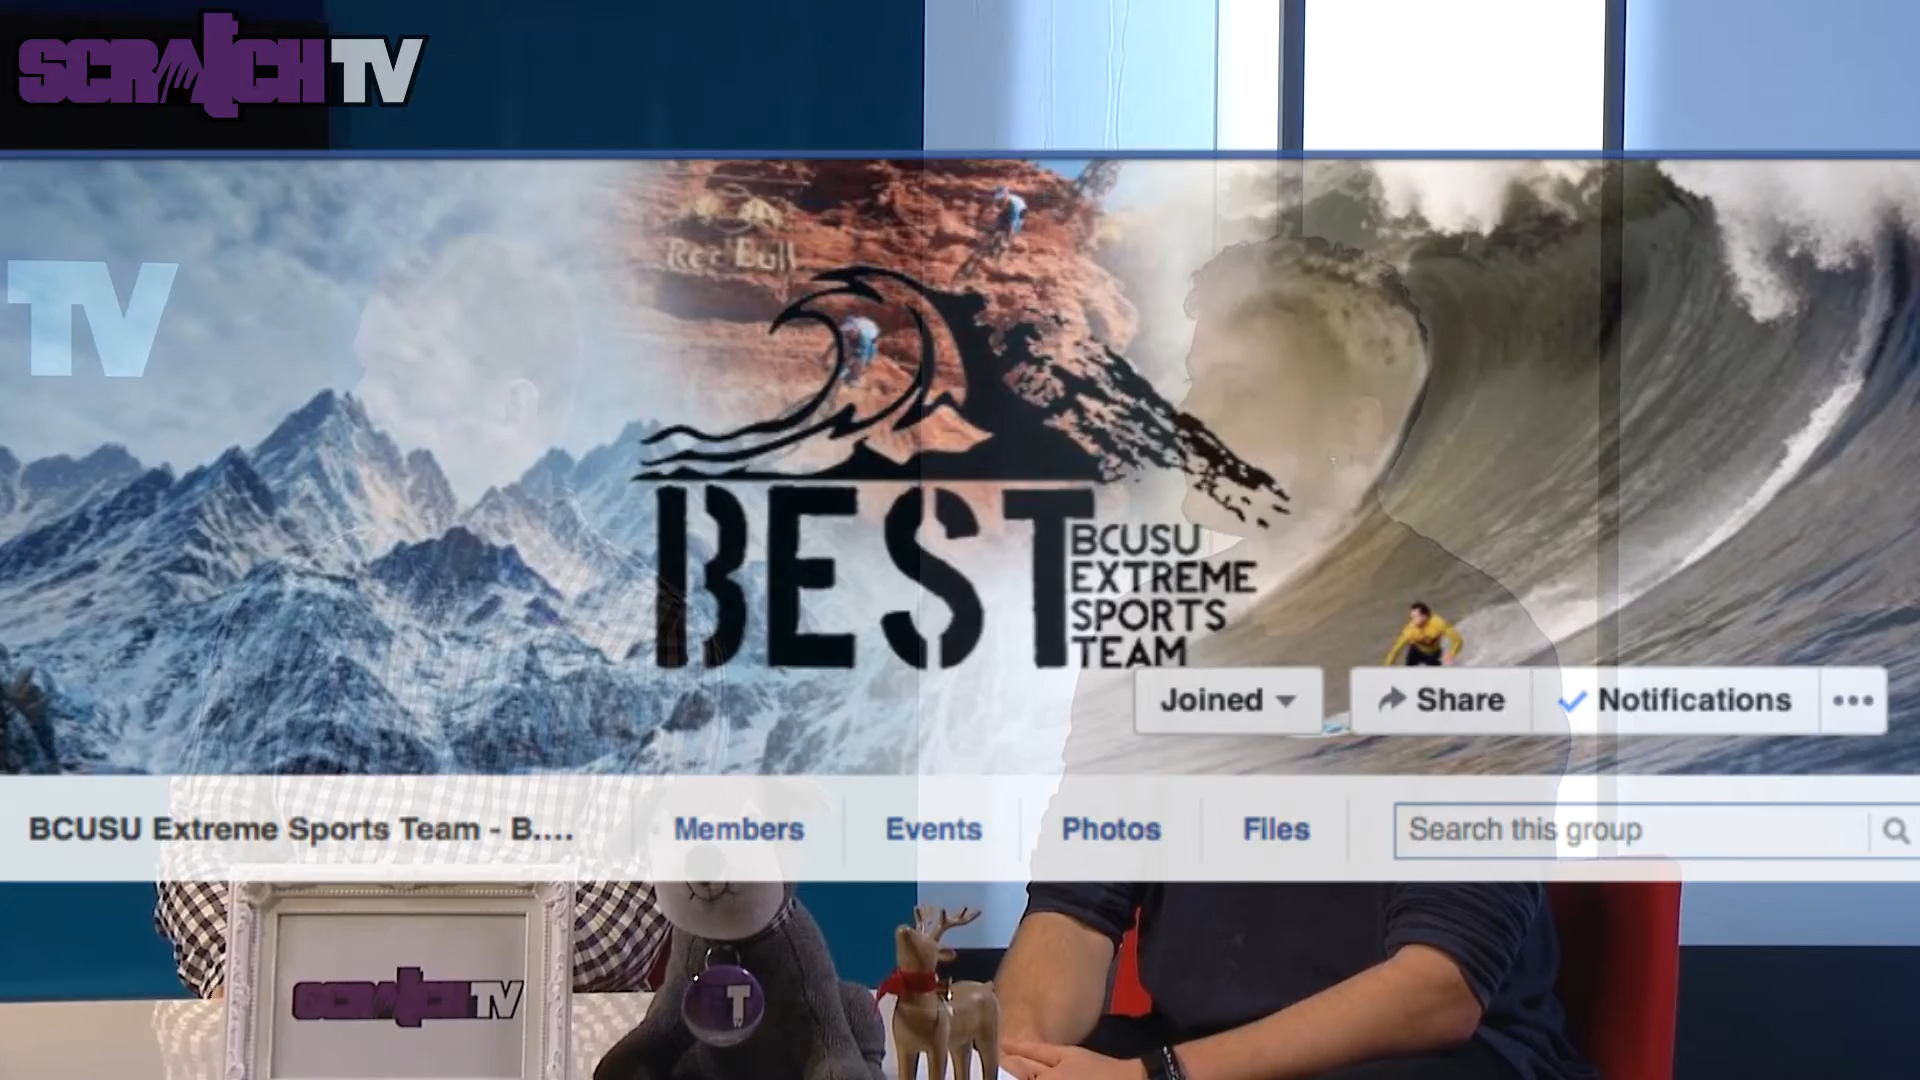 SCRATCH TV
Red Bull
TV
BEST
BCUSU
EXTREME
SPORTS
TEAM
Joined
Share
Notifications
BCUSU Extreme Sports Team - B....
Members
Events
Photos
Files
Search this group
SCRATCH TV
T